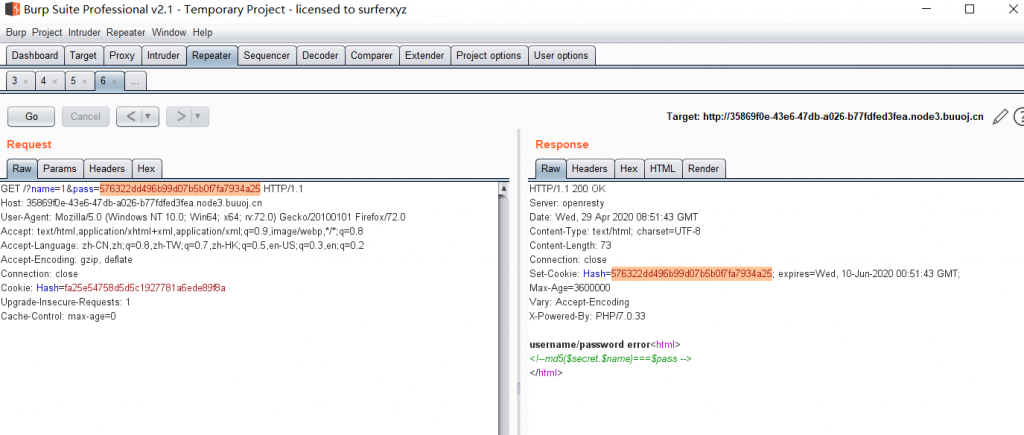 Burp Suite Professional v2.1 - Temporary Project - licensed to surferxyz
Burp Project Intruder Repeater Window Help
Dashboard Target Proxy Intruder Repeater Sequencer Decoder Comparer Extender Project options User options
3 × 4 × 5 × 6 × ...
Go Cancel < | ▼ > | ▼ Target: http://35869f0e-43e6-47db-a026-b77fdfed3fea.node3.buuoj.cn
Request
Raw Params Headers Hex
GET /?name=1&pass=576322dd496b99d07b5b0f7fa7934a25 HTTP/1.1
Host: 35869f0e-43e6-47db-a026-b77fdfed3fea.node3.buuoj.cn
User-Agent: Mozilla/5.0 (Windows NT 10.0; Win64; x64; rv:72.0) Gecko/20100101 Firefox/72.0
Accept: text/html,application/xhtml+xml,application/xml;q=0.9,image/webp,*/*;q=0.8
Accept-Language: zh-CN,zh;q=0.8,zh-TW;q=0.7,zh-HK;q=0.5,en-US;q=0.3,en;q=0.2
Accept-Encoding: gzip, deflate
Connection: close
Cookie: Hash=fa25e54758d5d5c1927781a6ede89f8a
Upgrade-Insecure-Requests: 1
Cache-Control: max-age=0
Response
Raw Headers Hex HTML Render
HTTP/1.1 200 OK
Server: openresty
Date: Wed, 29 Apr 2020 08:51:43 GMT
Content-Type: text/html; charset=UTF-8
Content-Length: 73
Connection: close
Set-Cookie: Hash=576322dd496b99d07b5b0f7fa7934a25; expires=Wed, 10-Jun-2020 00:51:43 GMT;
Max-Age=3600000
Vary: Accept-Encoding
X-Powered-By: PHP/7.0.33
username/password error<html>
<!--md5($secret.$name)===$pass -->
</html>